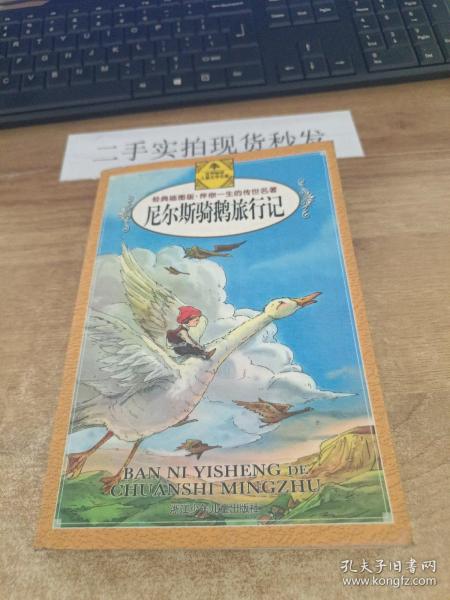 二手实拍现货秒发
经典插图版·伴你一生的传世名著
尼尔斯骑鹅旅行记
BAN NI YISHENG DE
CHUANSHI MINGZHU
浙江少年儿童出版社
孔夫子旧书网
www.kongfz.com